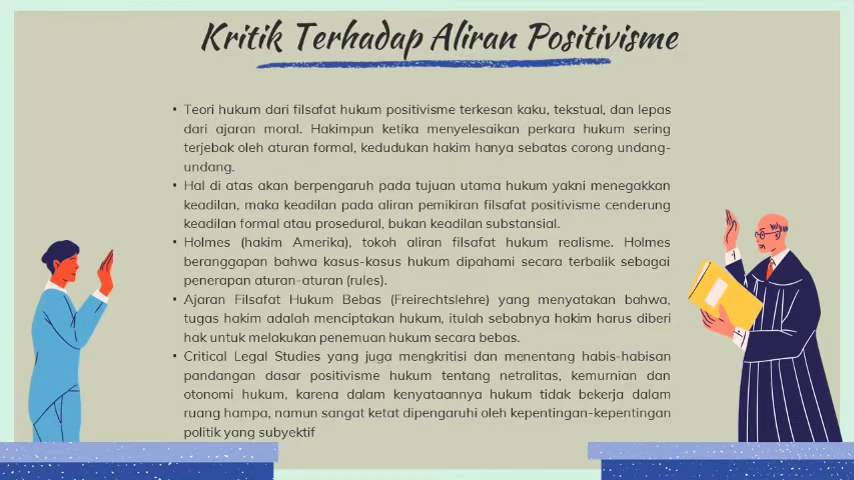 Kritik Terhadap Aliran Positivisme
• Teori hukum dari filsafat hukum positivisme terkesan kaku, tekstual, dan lepas
dari ajaran moral. Hakimpun ketika menyelesaikan perkara hukum sering
terjebak oleh aturan formal, kedudukan hakim hanya sebatas corong undang-
undang.
• Hal di atas akan berpengaruh pada tujuan utama hukum yakni menegakkan
keadilan, maka keadilan pada aliran pemikiran filsafat positivisme cenderung
keadilan formal atau prosedural, bukan keadilan substansial.
• Holmes (hakim Amerika), tokoh aliran filsafat hukum realisme. Holmes
beranggapan bahwa kasus-kasus hukum dipahami secara terbalik sebagai
penerapan aturan-aturan (rules).
• Ajaran Filsafat Hukum Bebas (Freirechtslehre) yang menyatakan bahwa,
tugas hakim adalah menciptakan hukum, itulah sebabnya hakim harus diberi
hak untuk melakukan penemuan hukum secara bebas.
• Critical Legal Studies yang juga mengkritisi dan menentang habis-habisan
pandangan dasar positivisme hukum tentang netralitas, kemurnian dan
otonomi hukum, karena dalam kenyataannya hukum tidak bekerja dalam
ruang hampa, namun sangat ketat dipengaruhi oleh kepentingan-kepentingan
politik yang subyektif